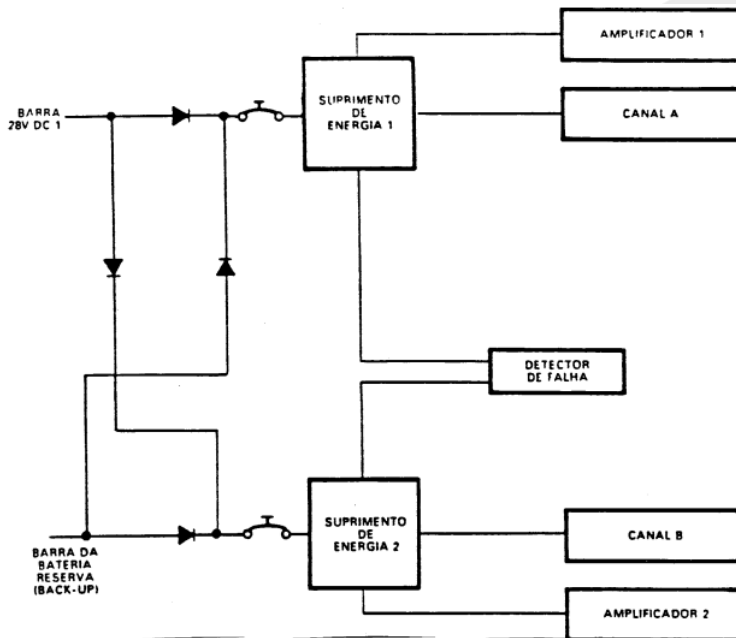 AMPLIFICADOR 1
BARRA
28V DC 1
SUPRIMENTO
DE
ENERGIA 1
CANAL A
DETECTOR
DE FALHA
BARRA DA
BATERIA
RESERVA
(BACK-UP)
SUPRIMENTO
DE
ENERGIA 2
CANAL B
AMPLIFICADOR 2